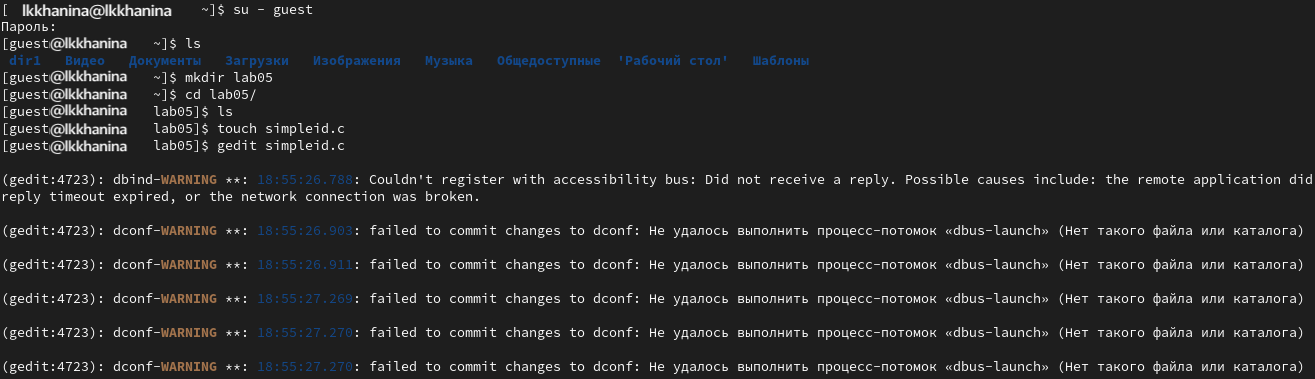 [ lkkhanina@lkkhanina ~]$ su - guest
Пароль:
[guest@lkkhanina ~]$ ls
dir1 Видео Документы Загрузки Изображения Музыка Общедоступные 'Рабочий стол' Шаблоны
[guest@lkkhanina ~]$ mkdir lab05
[guest@lkkhanina ~]$ cd lab05/
[guest@lkkhanina lab05]$ ls
[guest@lkkhanina lab05]$ touch simpleid.c
[guest@lkkhanina lab05]$ gedit simpleid.c
(gedit:4723): dbind-WARNING **: 18:55:26.788: Couldn't register with accessibility bus: Did not receive a reply. Possible causes include: the remote application did
reply timeout expired, or the network connection was broken.
(gedit:4723): dconf-WARNING **: 18:55:26.903: failed to commit changes to dconf: Не удалось выполнить процесс-потомок «dbus-launch» (Нет такого файла или каталога)
(gedit:4723): dconf-WARNING **: 18:55:26.911: failed to commit changes to dconf: Не удалось выполнить процесс-потомок «dbus-launch» (Нет такого файла или каталога)
(gedit:4723): dconf-WARNING **: 18:55:27.269: failed to commit changes to dconf: Не удалось выполнить процесс-потомок «dbus-launch» (Нет такого файла или каталога)
(gedit:4723): dconf-WARNING **: 18:55:27.270: failed to commit changes to dconf: Не удалось выполнить процесс-потомок «dbus-launch» (Нет такого файла или каталога)
(gedit:4723): dconf-WARNING **: 18:55:27.270: failed to commit changes to dconf: Не удалось выполнить процесс-потомок «dbus-launch» (Нет такого файла или каталога)